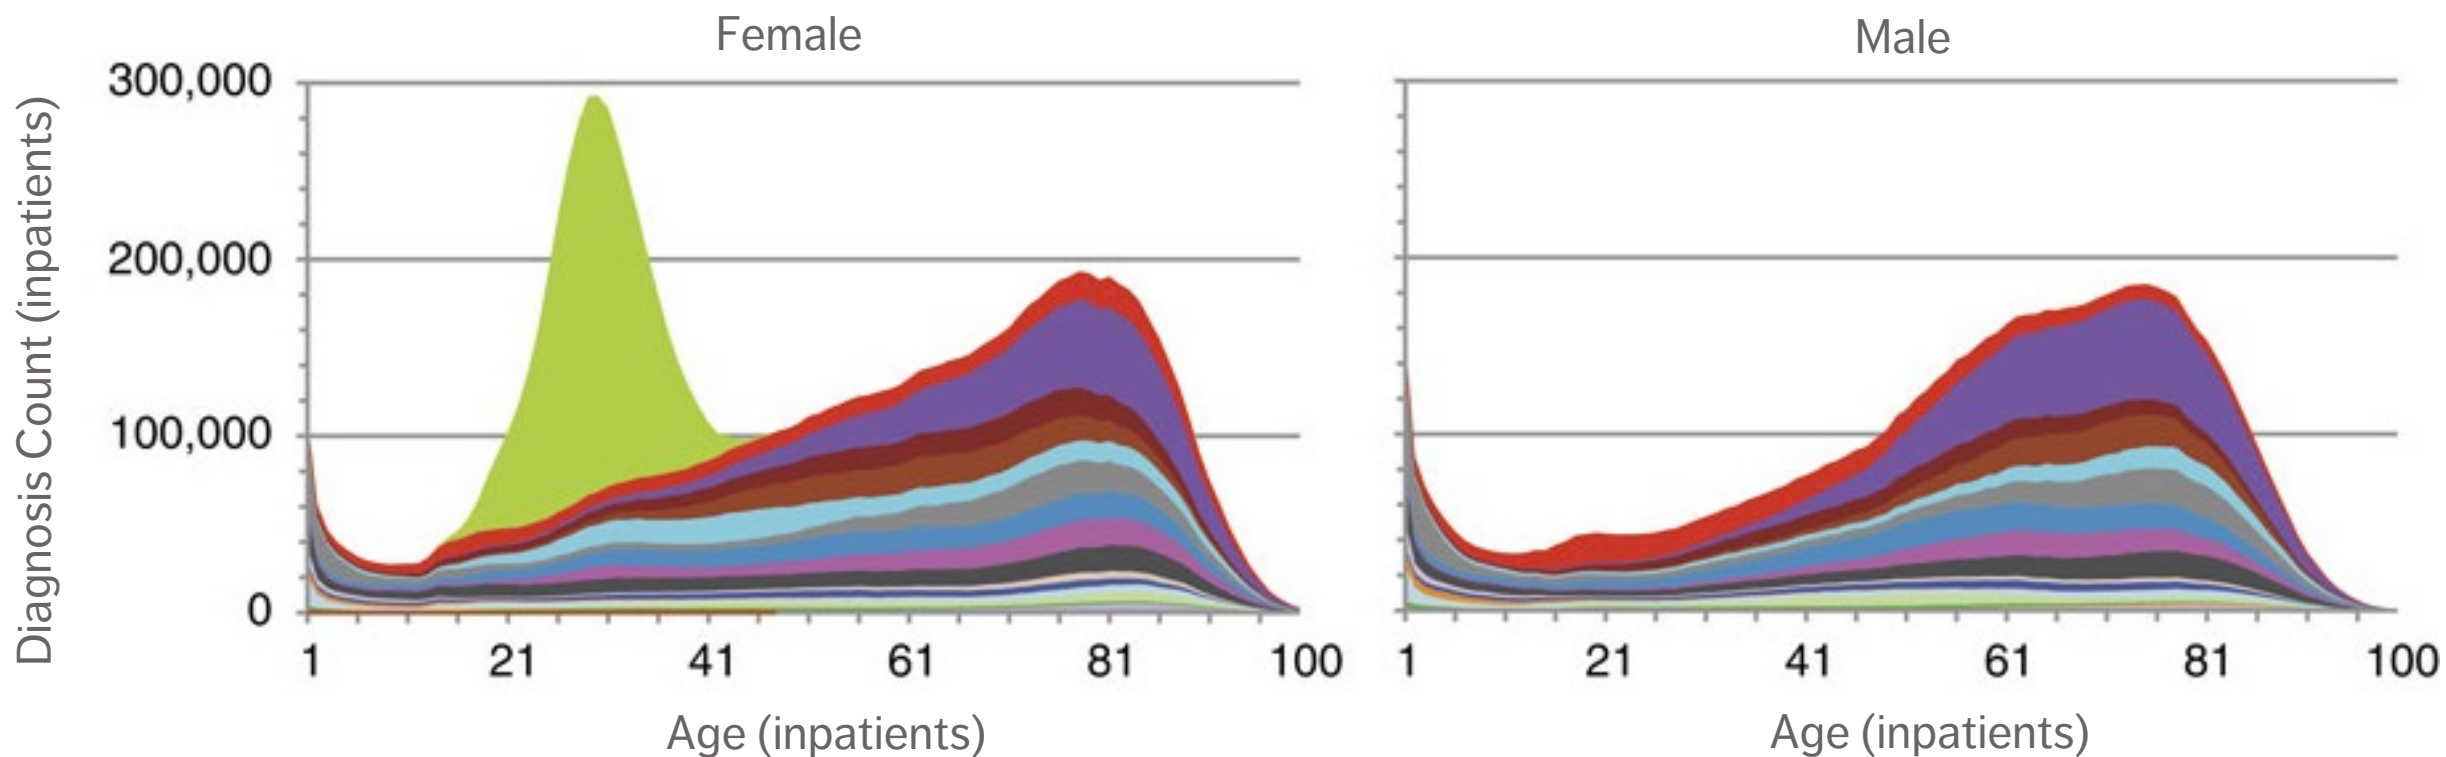 Female
Male
Diagnosis Count (inpatients)
300,000
200,000
100,000
0
1 21 41 61 81 100
1 21 41 61 81 100
Age (inpatients)
Age (inpatients)